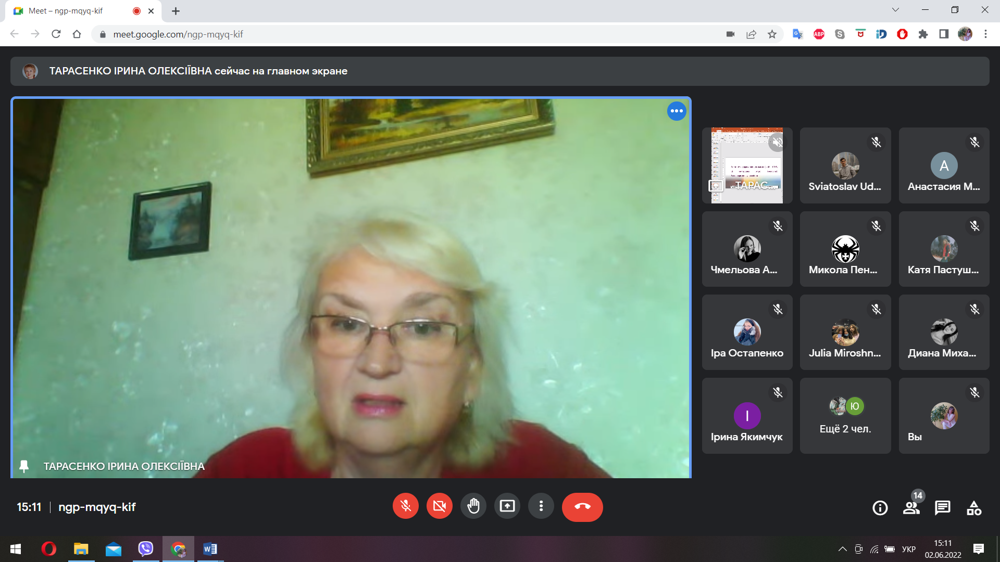 Meet – ngp-mqyq-kif
meet.google.com/ngp-mqyq-kif
ABP
ТАРАСЕНКО ІРИНА ОЛЕКСІЇВНА сейчас на главном экране
ТАРАС...
Sviatoslav Ud...
А
Анастасия М...
Чмельова А...
Микола Пен...
Катя Пастуш...
Іра Остапенко
Julia Miroshn...
Диана Миха...
І
Ірина Якимчук
Ю
Ещё 2 чел.
Вы
ТАРАСЕНКО ІРИНА ОЛЕКСІЇВНА
15:11 | ngp-mqyq-kif
14
УКР
15:11
02.06.2022